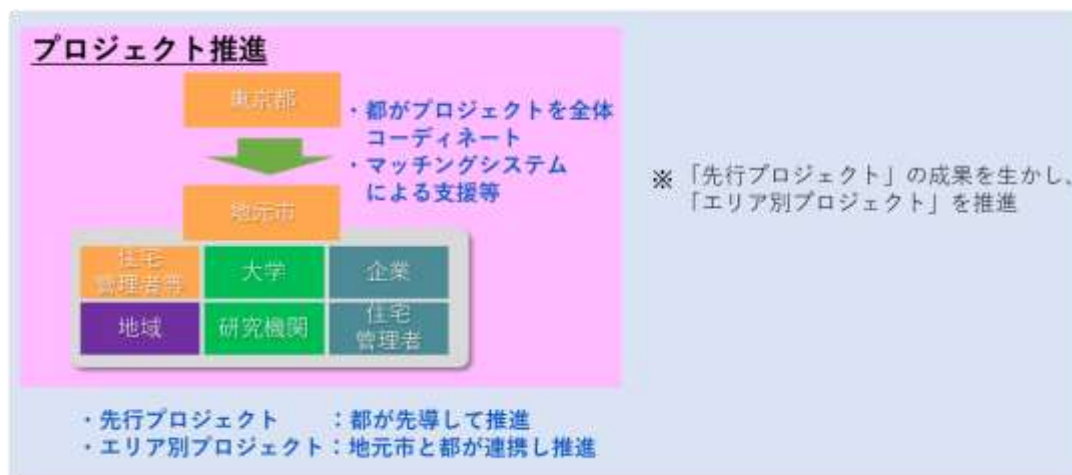 プロジェクト推進
東京都
・都がプロジェクトを全体
コーディネート
・マッチングシステム
による支援等
地元市
住宅
管理者等
大学
企業
地域
研究機関
住宅
管理者
※「先行プロジェクト」の成果を生かし、
「エリア別プロジェクト」を推進
・先行プロジェクト　：都が先導して推進
・エリア別プロジェクト：地元市と都が連携し推進